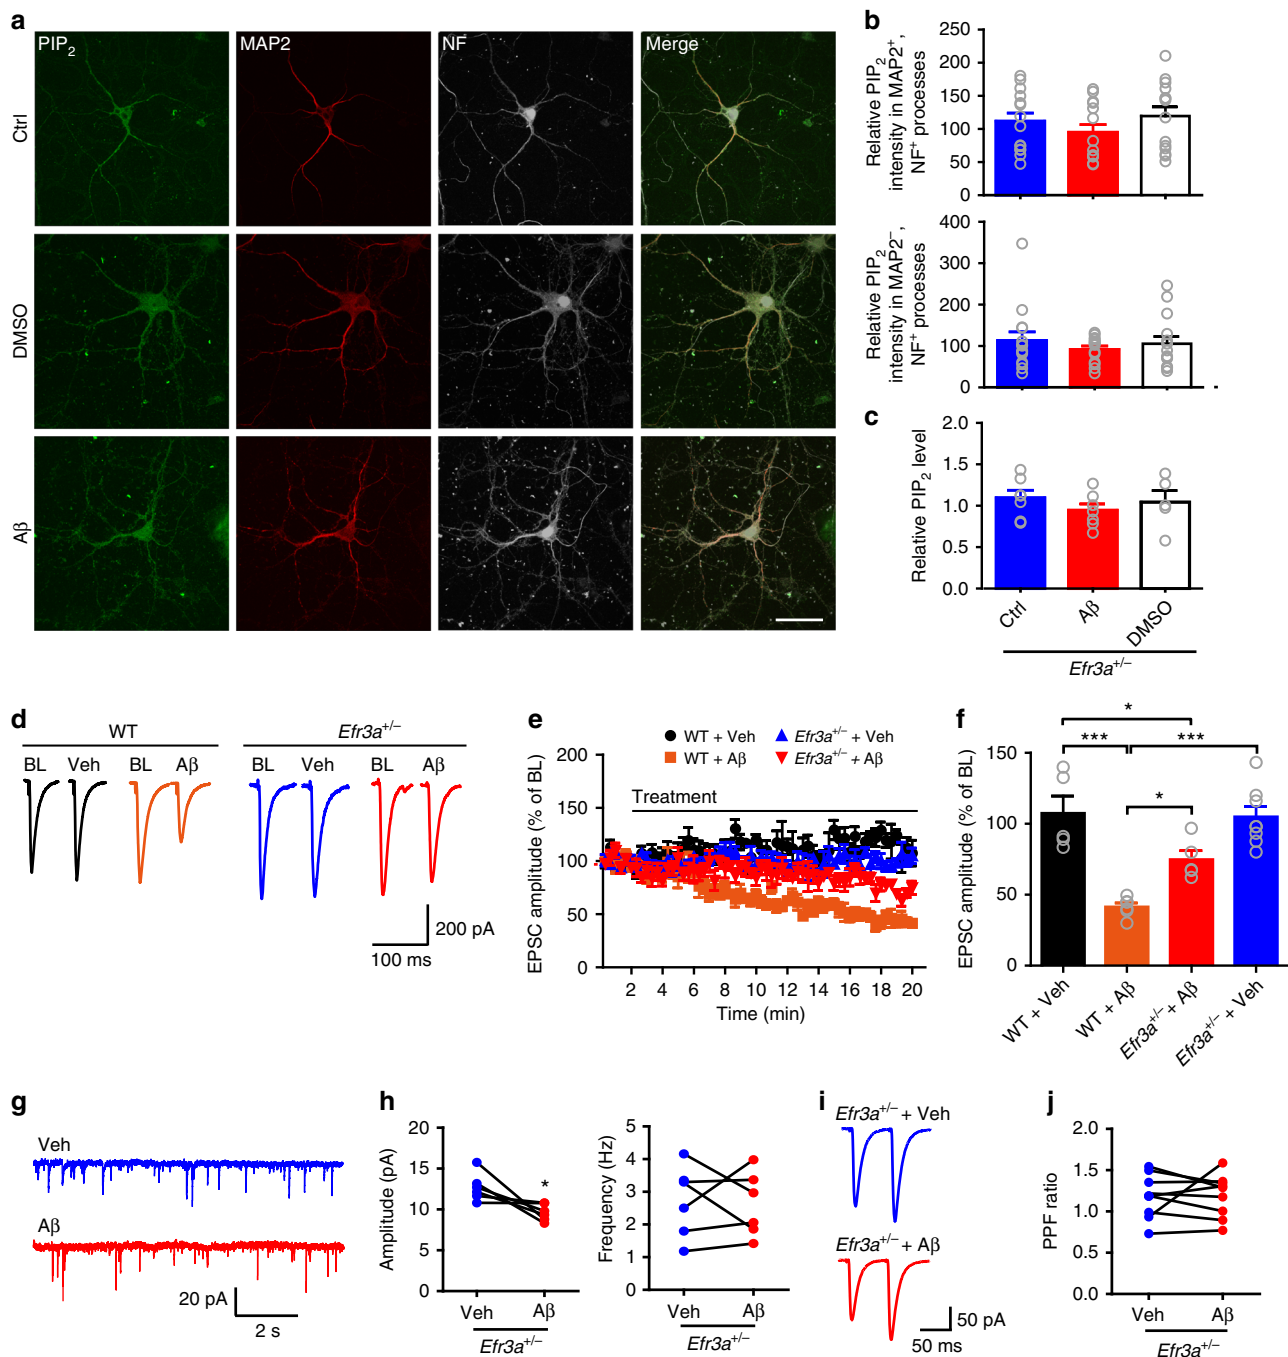 a
PIP2
MAP2
NF
Merge
Ctrl
DMSO
Aβ
b
Relative PIP2
intensity in MAP2+,
NF+ processes
250
200
150
100
50
0
Relative PIP2
intensity in MAP2−,
NF+ processes
400
300
200
100
0
c
Relative PIP2 level
2.0
1.5
1.0
0.5
0.0
Ctrl
Aβ
DMSO
Efr3a+/−
d
WT
Efr3a+/−
BL
Veh
BL
Aβ
BL
Veh
BL
Aβ
200 pA
100 ms
e
WT + Veh
Efr3a+/− + Veh
WT + Aβ
Efr3a+/− + Aβ
Treatment
EPSC amplitude (% of BL)
200
150
100
50
0
2 4 6 8 10 12 14 16 18 20
Time (min)
f
*
***
***
*
EPSC amplitude (% of BL)
150
100
50
0
WT + Veh
WT + Aβ
Efr3a+/− + Aβ
Efr3a+/− + Veh
g
Veh
Aβ
20 pA
2 s
h
Amplitude (pA)
20
15
10
5
0
*
Veh
Aβ
Efr3a+/−
Frequency (Hz)
5
4
3
2
1
0
Veh
Aβ
Efr3a+/−
i
Efr3a+/− + Veh
Efr3a+/− + Aβ
50 pA
50 ms
j
PPF ratio
2.0
1.5
1.0
0.5
0.0
Veh
Aβ
Efr3a+/−